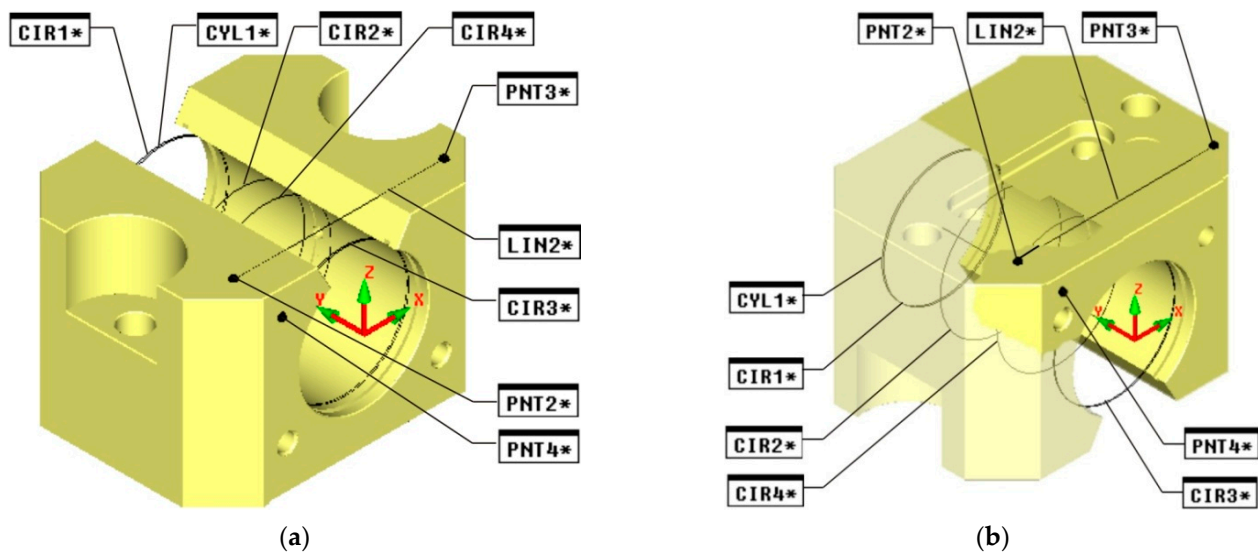 CIR1*
CYL1*
CIR2*
CIR4*
PNT3*
LIN2*
CIR3*
PNT2*
PNT4*
Z
Y
X
(a)
PNT2*
LIN2*
PNT3*
CYL1*
CIR1*
CIR2*
CIR4*
PNT4*
CIR3*
Z
Y
X
(b)